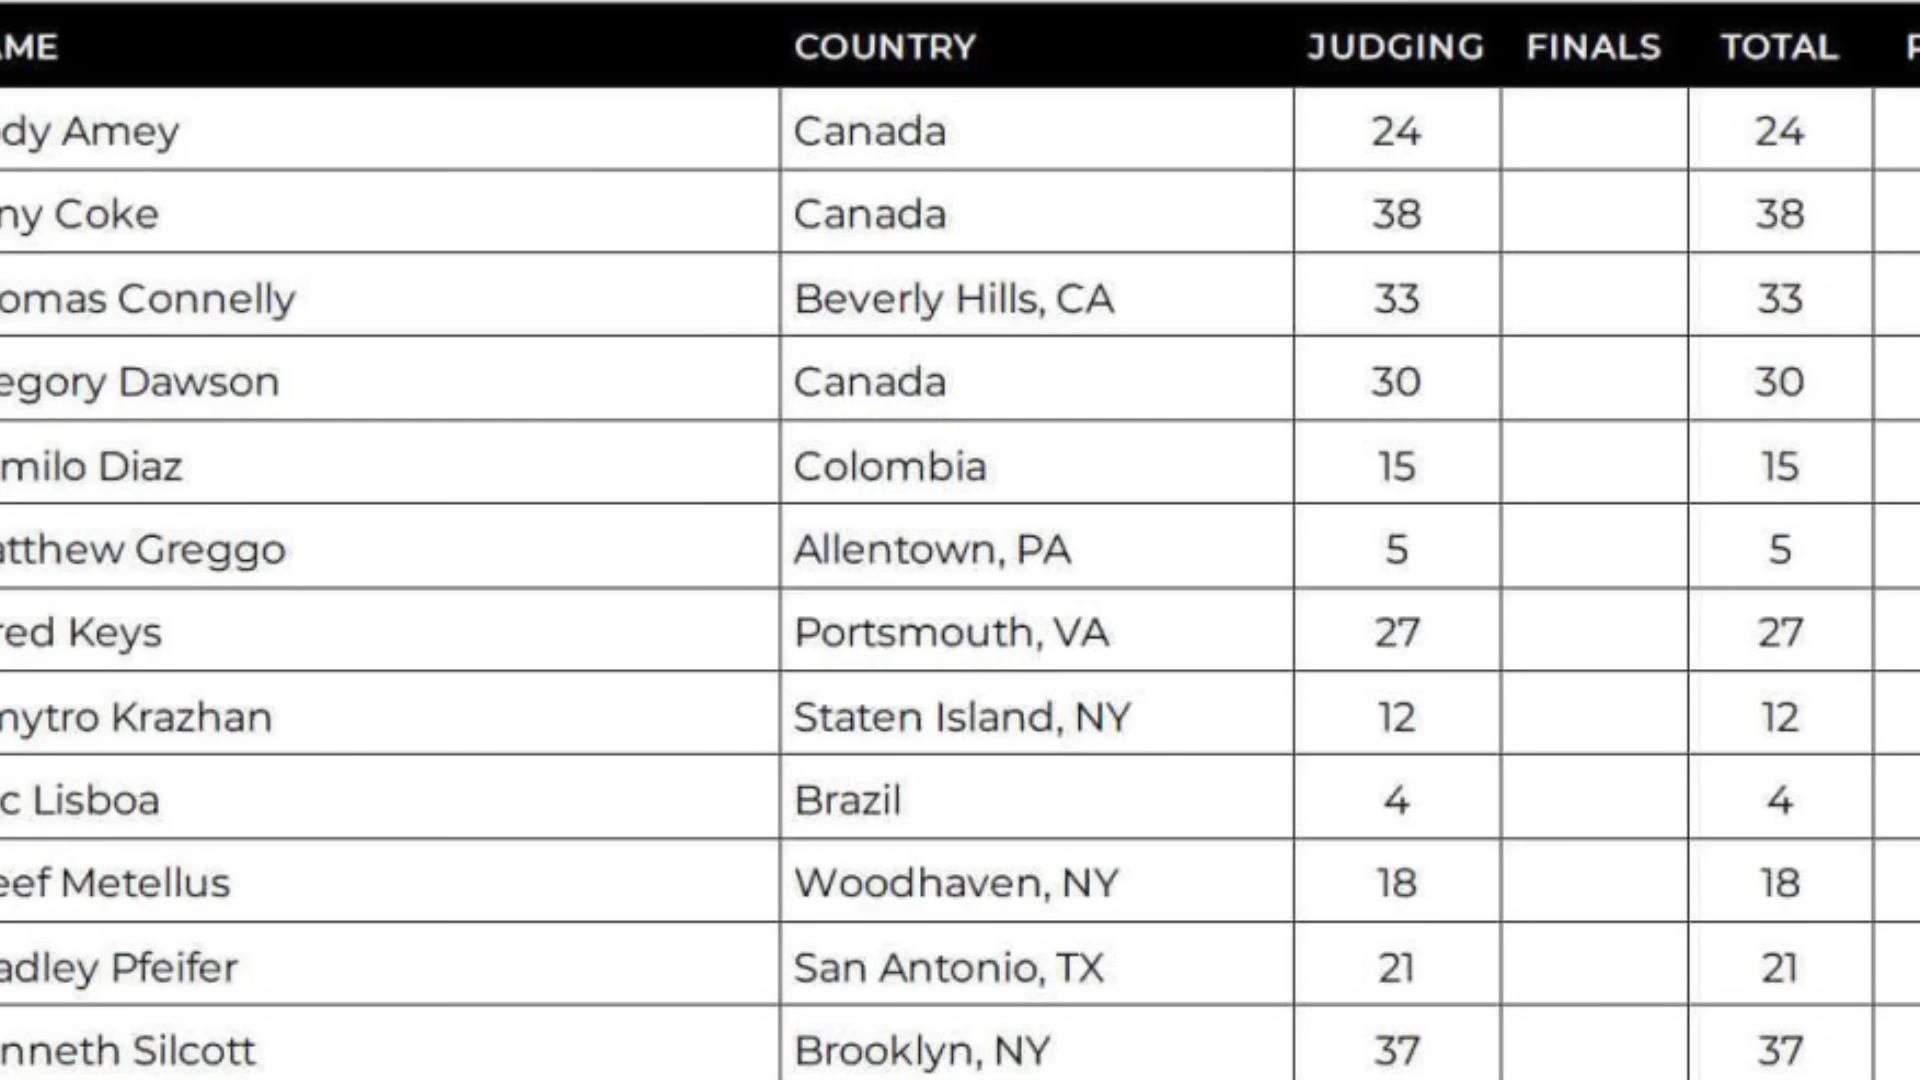 AME COUNTRY JUDGING FINALS TOTAL
dy Amey Canada 24 24
ny Coke Canada 38 38
omas Connelly Beverly Hills, CA 33 33
egory Dawson Canada 30 30
milo Diaz Colombia 15 15
atthew Greggo Allentown, PA 5 5
red Keys Portsmouth, VA 27 27
mytro Krazhan Staten Island, NY 12 12
c Lisboa Brazil 4 4
eef Metellus Woodhaven, NY 18 18
adley Pfeifer San Antonio, TX 21 21
nneth Silcott Brooklyn, NY 37 37